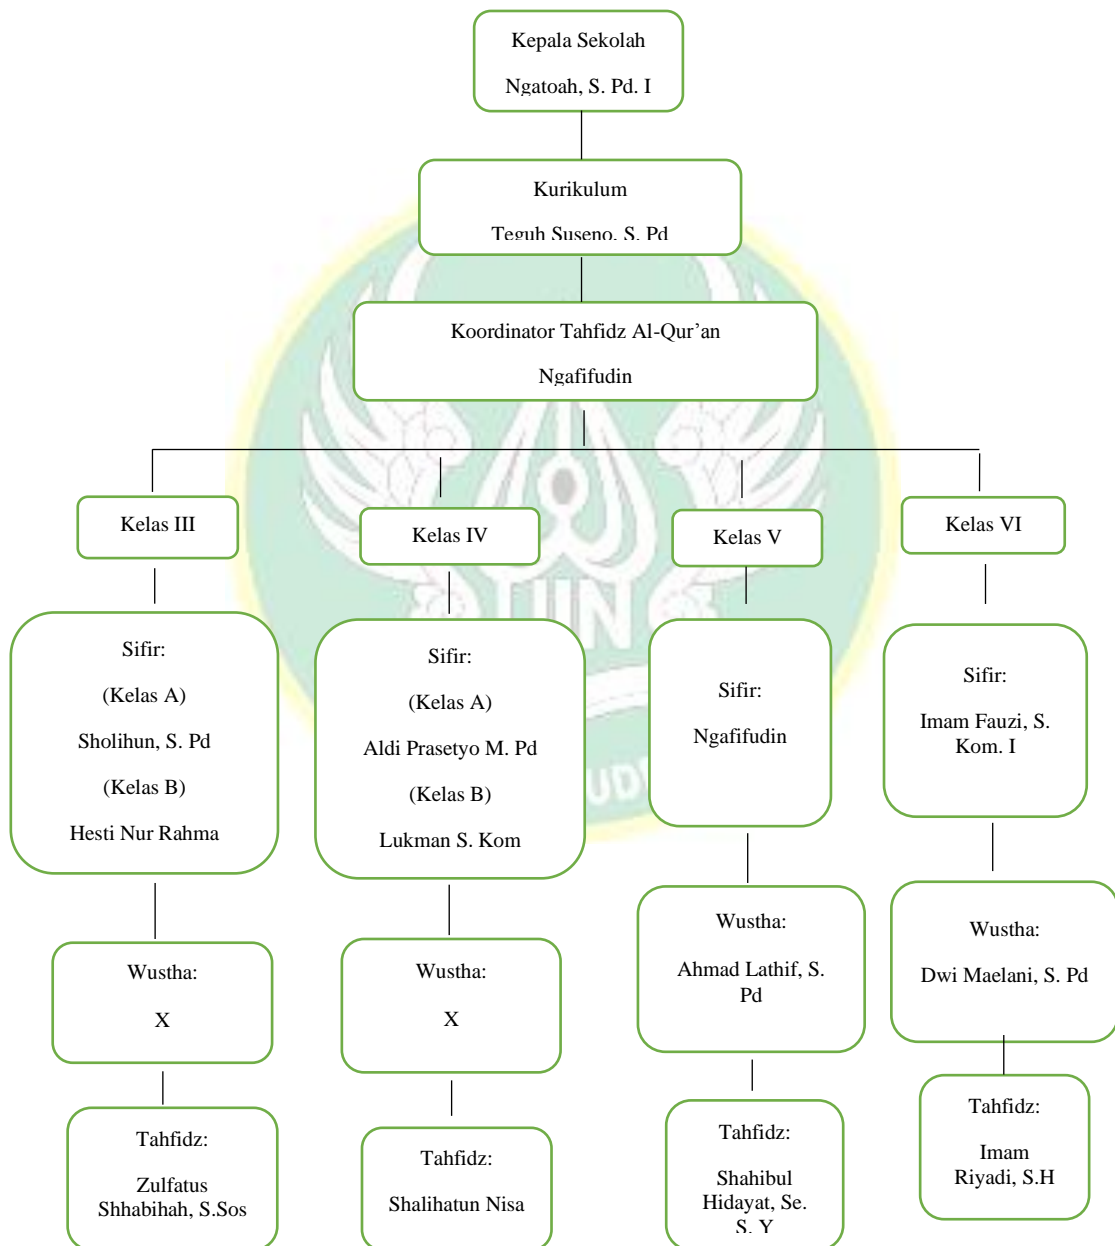 Kepala Sekolah
Ngatoah, S. Pd. I
Kurikulum
Teguh Suseno, S. Pd
Koordinator Tahfidz Al-Qur’an
Ngafifudin
Kelas III
Kelas IV
Kelas V
Kelas VI
Sifir:
(Kelas A)
Sholihun, S. Pd
(Kelas B)
Hesti Nur Rahma
Sifir:
(Kelas A)
Aldi Prasetyo M. Pd
(Kelas B)
Lukman S. Kom
Sifir:
Ngafifudin
Sifir:
Imam Fauzi, S.
Kom. I
Wustha:
X
Wustha:
X
Wustha:
Ahmad Lathif, S.
Pd
Wustha:
Dwi Maelani, S. Pd
Tahfidz:
Zulfatus
Shhabihah, S.Sos
Tahfidz:
Shalihatun Nisa
Tahfidz:
Shahibul
Hidayat, Se.
S. Y
Tahfidz:
Imam
Riyadi, S.H
UIN